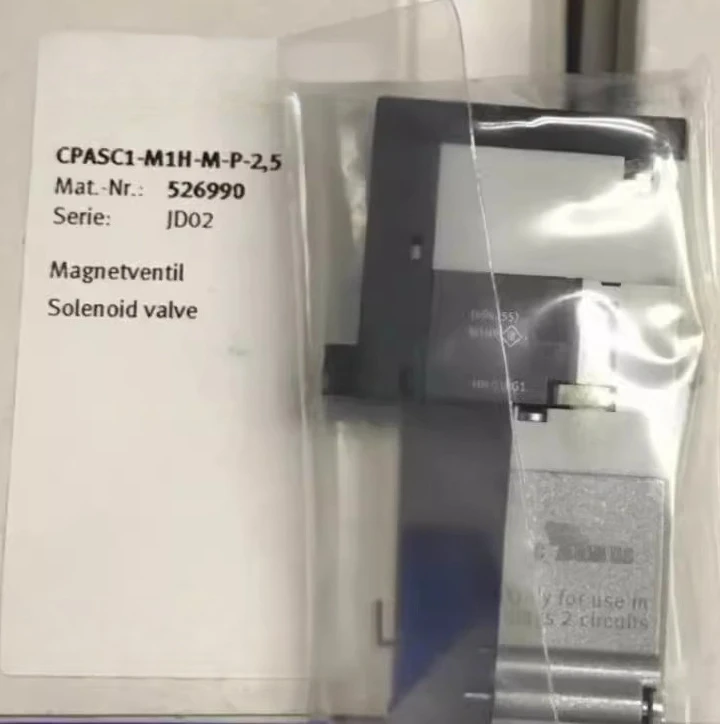 CPASC1-M1H-M-P-2,5
Mat.-Nr.: 526990
Serie: JD02
Magnetventil
Solenoid valve
for use in
2 circuits